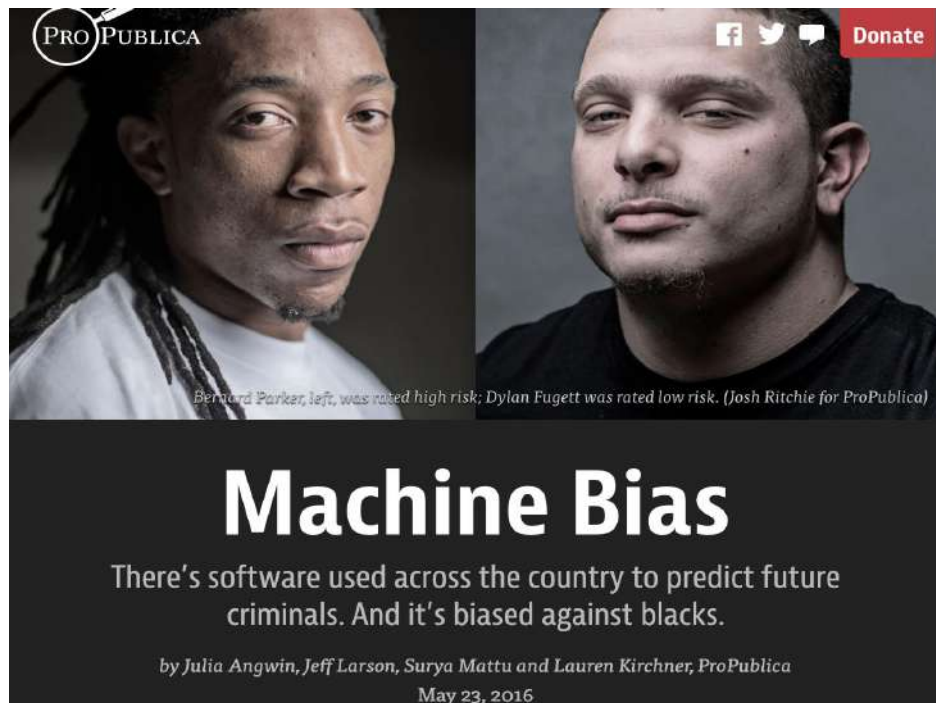 PROPUBLICA
Donate
Bernard Parker, left, was rated high risk; Dylan Fugett was rated low risk. (Josh Ritchie for ProPublica)
Machine Bias
There’s software used across the country to predict future
criminals. And it’s biased against blacks.
by Julia Angwin, Jeff Larson, Surya Mattu and Lauren Kirchner, ProPublica
May 23, 2016